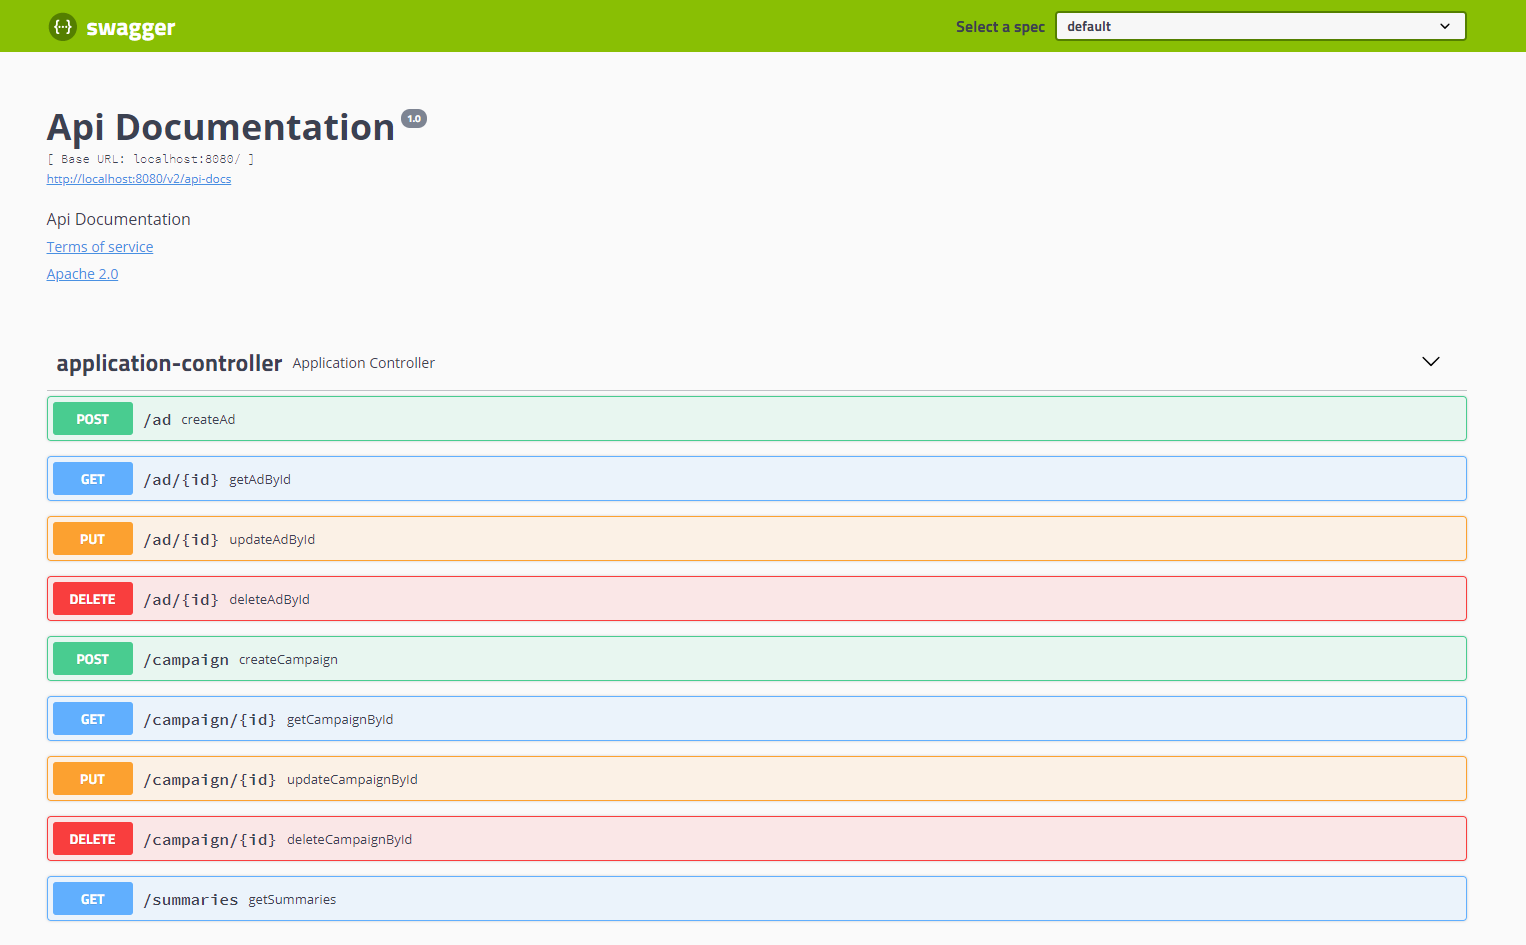 {··} swagger
Select a spec default
Api Documentation 1.0
[ Base URL: localhost:8080/ ]
http://localhost:8080/v2/api-docs
Api Documentation
Terms of service
Apache 2.0
application-controller Application Controller
POST /ad createAd
GET /ad/{id} getAdById
PUT /ad/{id} updateAdById
DELETE /ad/{id} deleteAdById
POST /campaign createCampaign
GET /campaign/{id} getCampaignById
PUT /campaign/{id} updateCampaignById
DELETE /campaign/{id} deleteCampaignById
GET /summaries getSummaries